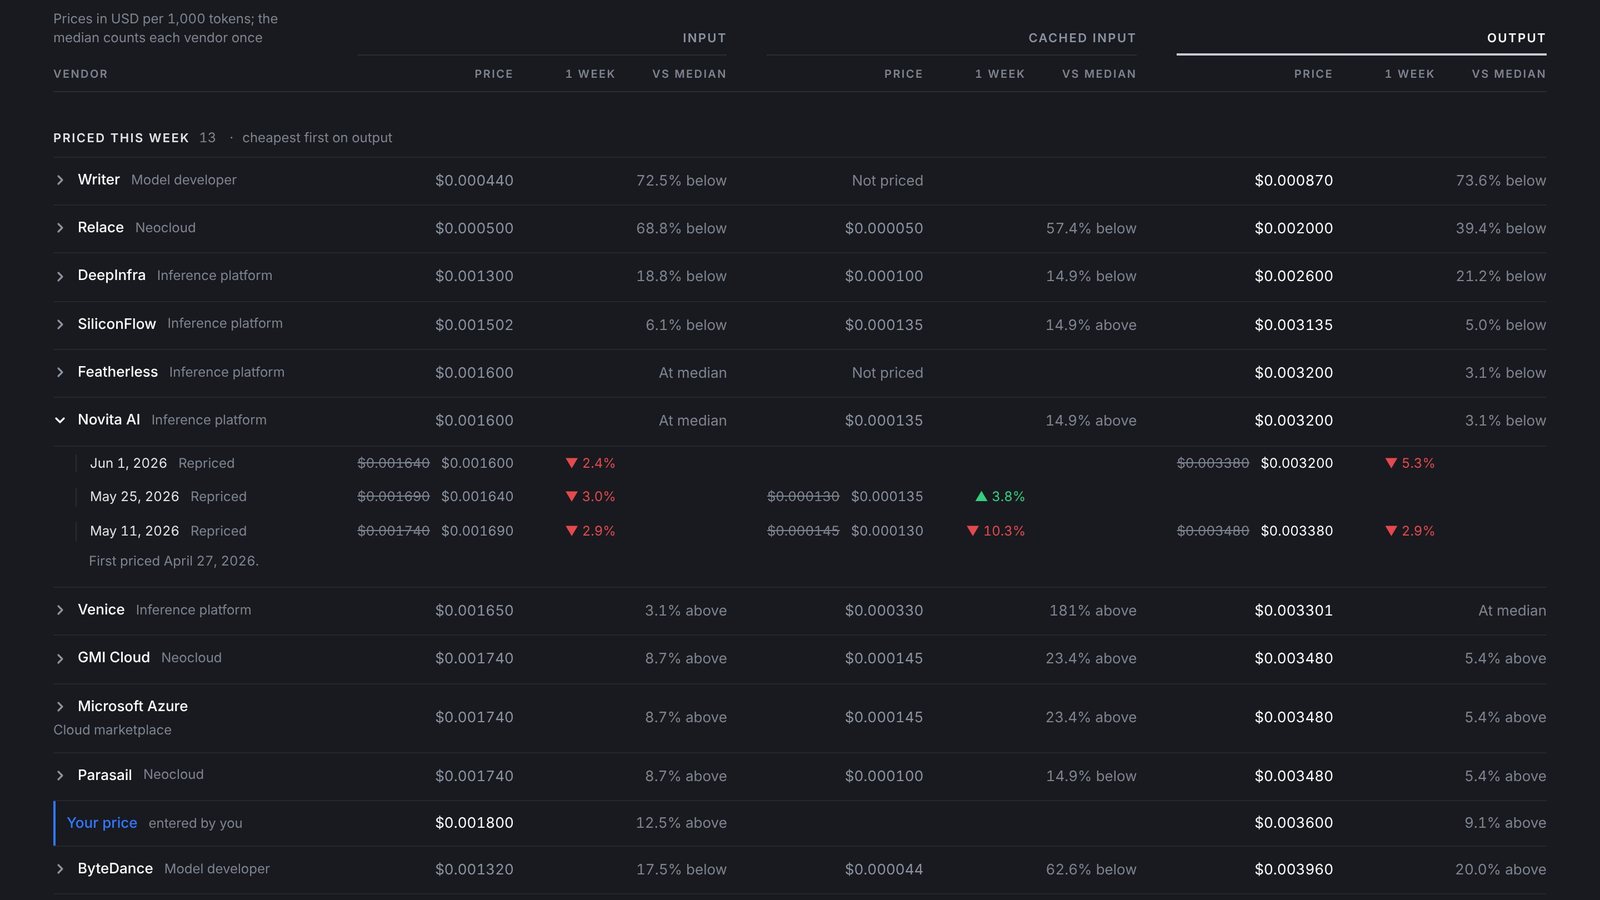 Prices in USD per 1,000 tokens; the
median counts each vendor once
INPUT CACHED INPUT OUTPUT
VENDOR PRICE 1 WEEK VS MEDIAN PRICE 1 WEEK VS MEDIAN PRICE 1 WEEK VS MEDIAN
PRICED THIS WEEK 13 · cheapest first on output
Writer Model developer $0.000440 72.5% below Not priced $0.000870 73.6% below
Relace Neocloud $0.000500 68.8% below $0.000050 57.4% below $0.002000 39.4% below
DeepInfra Inference platform $0.001300 18.8% below $0.000100 14.9% below $0.002600 21.2% below
SiliconFlow Inference platform $0.001502 6.1% below $0.000135 14.9% above $0.003135 5.0% below
Featherless Inference platform $0.001600 At median Not priced $0.003200 3.1% below
Novita AI Inference platform $0.001600 At median $0.000135 14.9% above $0.003200 3.1% below
Jun 1, 2026 Repriced $0.001640 $0.001600 ▼ 2.4% $0.003380 $0.003200 ▼ 5.3%
May 25, 2026 Repriced $0.001690 $0.001640 ▼ 3.0% $0.000130 $0.000135 ▲ 3.8%
May 11, 2026 Repriced $0.001740 $0.001690 ▼ 2.9% $0.000145 $0.000130 ▼ 10.3% $0.003480 $0.003380 ▼ 2.9%
First priced April 27, 2026.
Venice Inference platform $0.001650 3.1% above $0.000330 181% above $0.003301 At median
GMI Cloud Neocloud $0.001740 8.7% above $0.000145 23.4% above $0.003480 5.4% above
Microsoft Azure
Cloud marketplace $0.001740 8.7% above $0.000145 23.4% above $0.003480 5.4% above
Parasail Neocloud $0.001740 8.7% above $0.000100 14.9% below $0.003480 5.4% above
Your price entered by you $0.001800 12.5% above $0.003600 9.1% above
ByteDance Model developer $0.001320 17.5% below $0.000044 62.6% below $0.003960 20.0% above